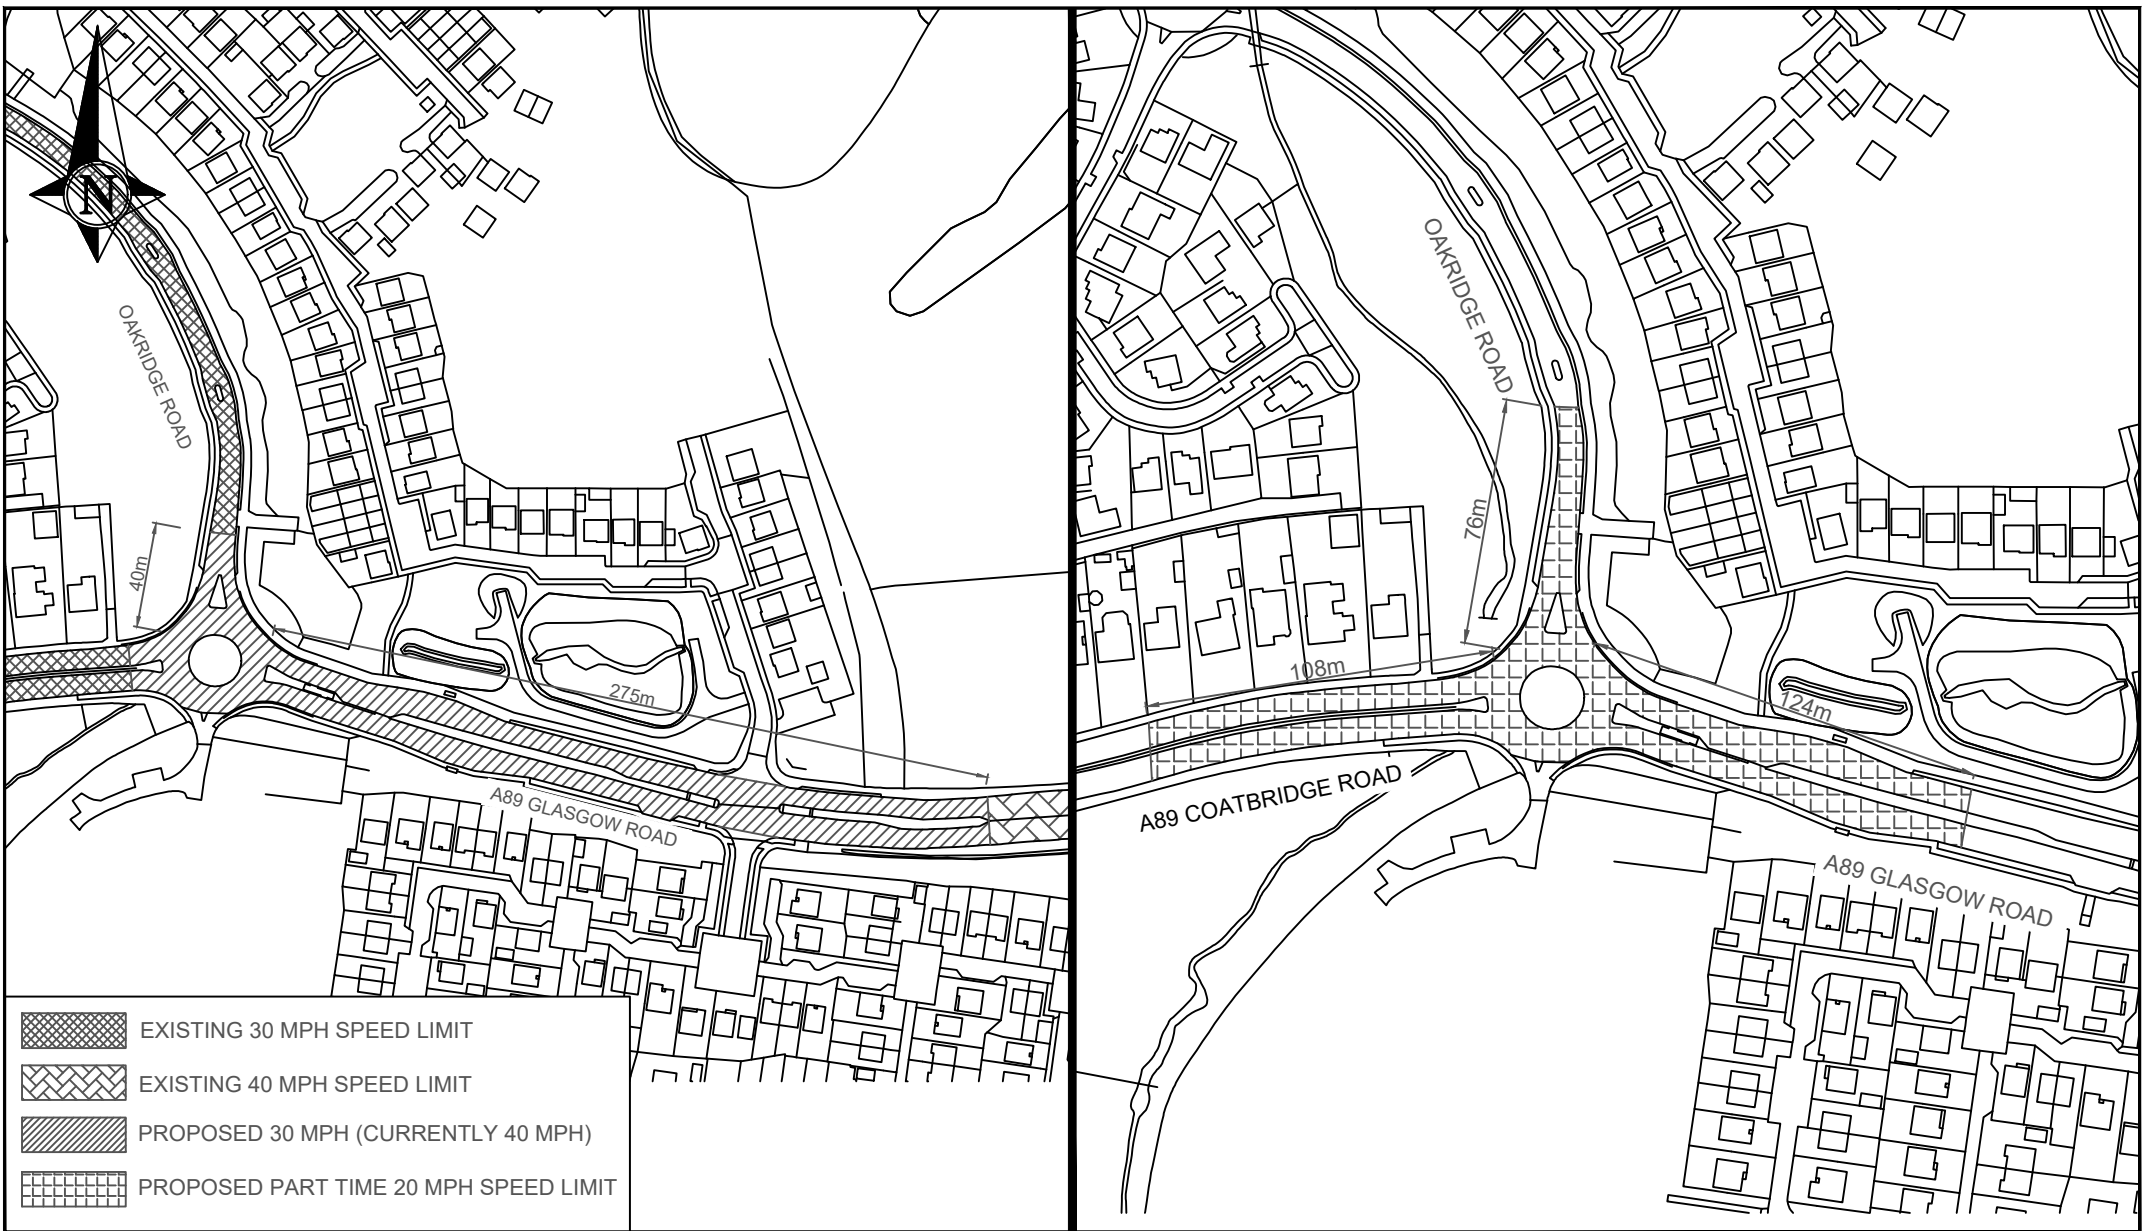 N
OAKRIDGE ROAD
40m
275m
A89 GLASGOW ROAD
EXISTING 30 MPH SPEED LIMIT
EXISTING 40 MPH SPEED LIMIT
PROPOSED 30 MPH (CURRENTLY 40 MPH)
PROPOSED PART TIME 20 MPH SPEED LIMIT
OAKRIDGE ROAD
76m
108m
124m
A89 COATBRIDGE ROAD
A89 GLASGOW ROAD